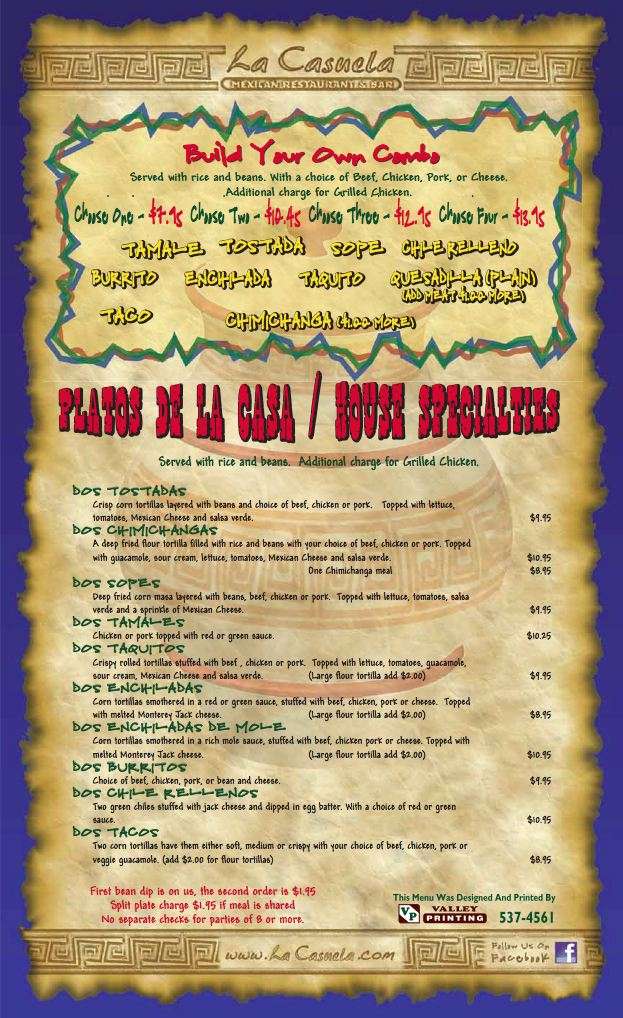 La Casuela
MEXICAN RESTAURANT & BAR
Build Your Own Combo
Served with rice and beans. With a choice of Beef, Chicken, Pork, or Cheese.
Additional charge for Grilled Chicken.
Choose One - $7.95 Choose Two - $10.45 Choose Three - $12.95 Choose Four - $13.95
TAMALE TOSTADA SOPE CHILE RELLENO
BURRITO ENCHILADA TAQUITO QUESADILLA (PLAIN)
(ADD MEAT MORE)
TACO CHIMICHANGA ( MORE)
PLATOS DE LA CASA / HOUSE SPECIALTIES
Served with rice and beans. Additional charge for Grilled Chicken.
DOS TOSTADAS
Crisp corn tortillas layered with beans and choice of beef, chicken or pork. Topped with lettuce,
tomatoes, Mexican Cheese and salsa verde. $9.95
DOS CHIMICHANGAS
A deep fried flour tortilla filled with rice and beans with your choice of beef, chicken or pork. Topped
with guacamole, sour cream, lettuce, tomatoes, Mexican Cheese and salsa verde. $10.95
One Chimichanga meal $8.95
DOS SOPES
Deep fried corn masa layered with beans, beef, chicken or pork. Topped with lettuce, tomatoes, salsa
verde and a sprinkle of Mexican Cheese. $9.95
DOS TAMALES
Chicken or pork topped with red or green sauce. $10.25
DOS TAQUITOS
Crispy rolled tortillas stuffed with beef , chicken or pork. Topped with lettuce, tomatoes, guacamole,
sour cream, Mexican Cheese and salsa verde. (Large flour tortilla add $2.00) $9.95
DOS ENCHILADAS
Corn tortillas smothered in a red or green sauce, stuffed with beef, chicken, pork or cheese. Topped
with melted Monterey Jack cheese. (Large flour tortilla add $2.00) $8.95
DOS ENCHILADAS DE MOLE
Corn tortillas smothered in a rich mole sauce, stuffed with beef, chicken pork or cheese. Topped with
melted Monterey Jack cheese. (Large flour tortilla add $2.00) $10.95
DOS BURRITOS
Choice of beef, chicken, pork, or bean and cheese. $9.95
DOS CHILE RELLENOS
Two green chiles stuffed with jack cheese and dipped in egg batter. With a choice of red or green
sauce. $10.95
DOS TACOS
Two corn tortillas have them either soft, medium or crispy with your choice of beef, chicken, pork or
veggie guacamole. (add $2.00 for flour tortillas) $8.95
First bean dip is on us, the second order is $1.95
Split plate charge $1.95 if meal is shared
No separate checks for parties of 8 or more.
This Menu Was Designed And Printed By
VP VALLEY PRINTING 537-4561
www.LaCasuela.com
Follow Us On
Facebook f